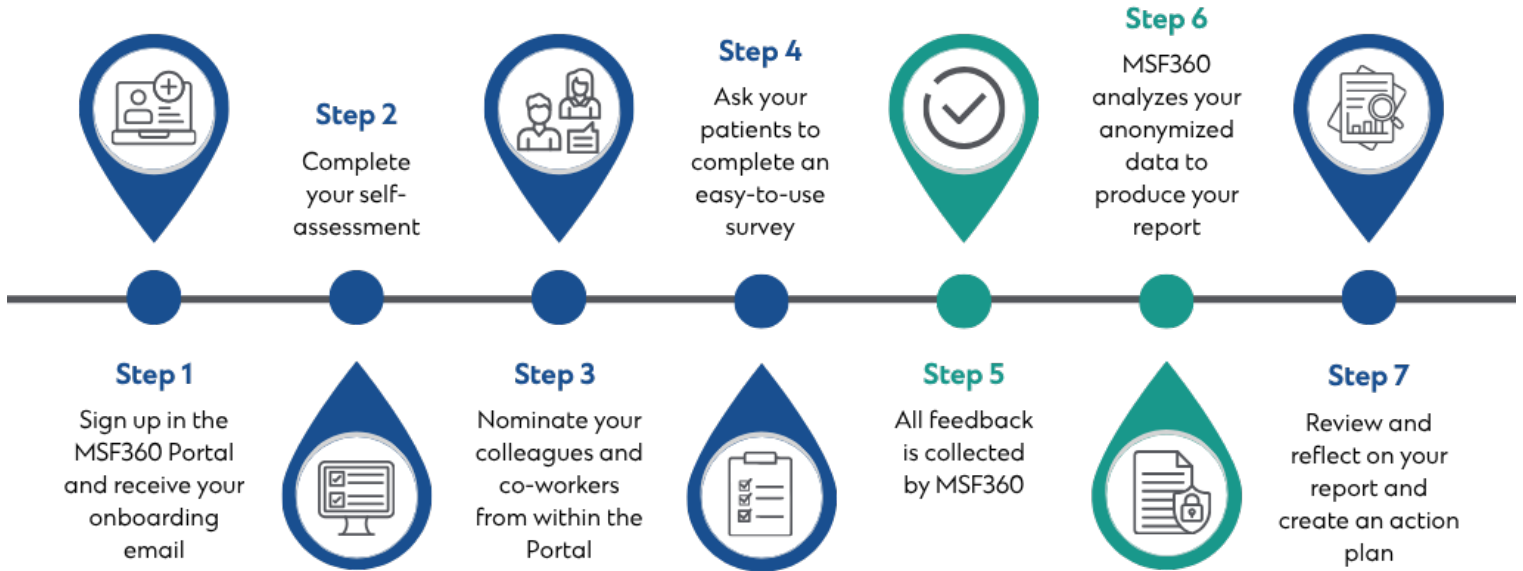 Step 1
Sign up in the
MSF360 Portal
and receive your
onboarding
email
Step 2
Complete
your self-
assessment
Step 3
Nominate your
colleagues and
co-workers
from within the
Portal
Step 4
Ask your
patients to
complete an
easy-to-use
survey
Step 5
All feedback
is collected
by MSF360
Step 6
MSF360
analyzes your
anonymized
data to
produce your
report
Step 7
Review and
reflect on your
report and
create an action
plan